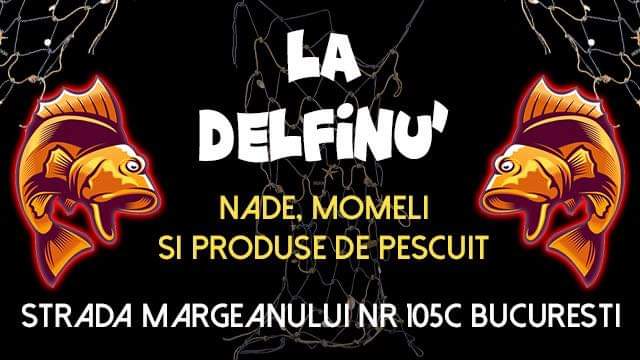 LA
DELFINU'
NADE, MOMELI
SI PRODUSE DE PESCUIT
STRADA MARGEANULUI NR 105C BUCURESTI